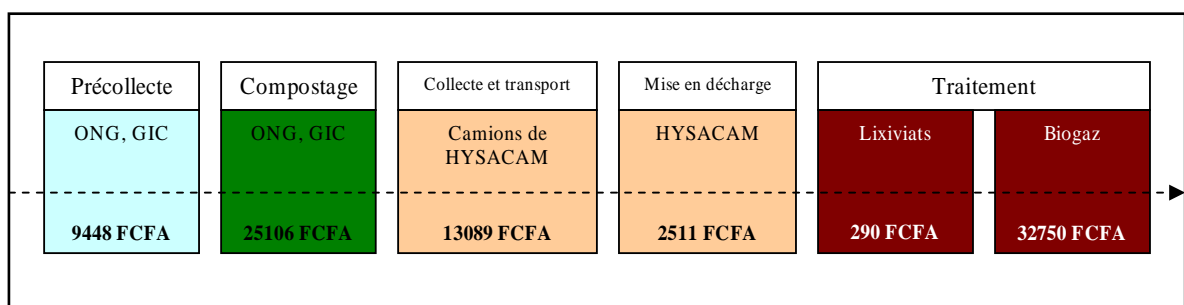 Précollecte
ONG, GIC
9448 FCFA
Compostage
ONG, GIC
25106 FCFA
Collecte et transport
Camions de
HYSACAM
13089 FCFA
Mise en décharge
HYSACAM
2511 FCFA
Traitement
Lixiviats
290 FCFA
Biogaz
32750 FCFA